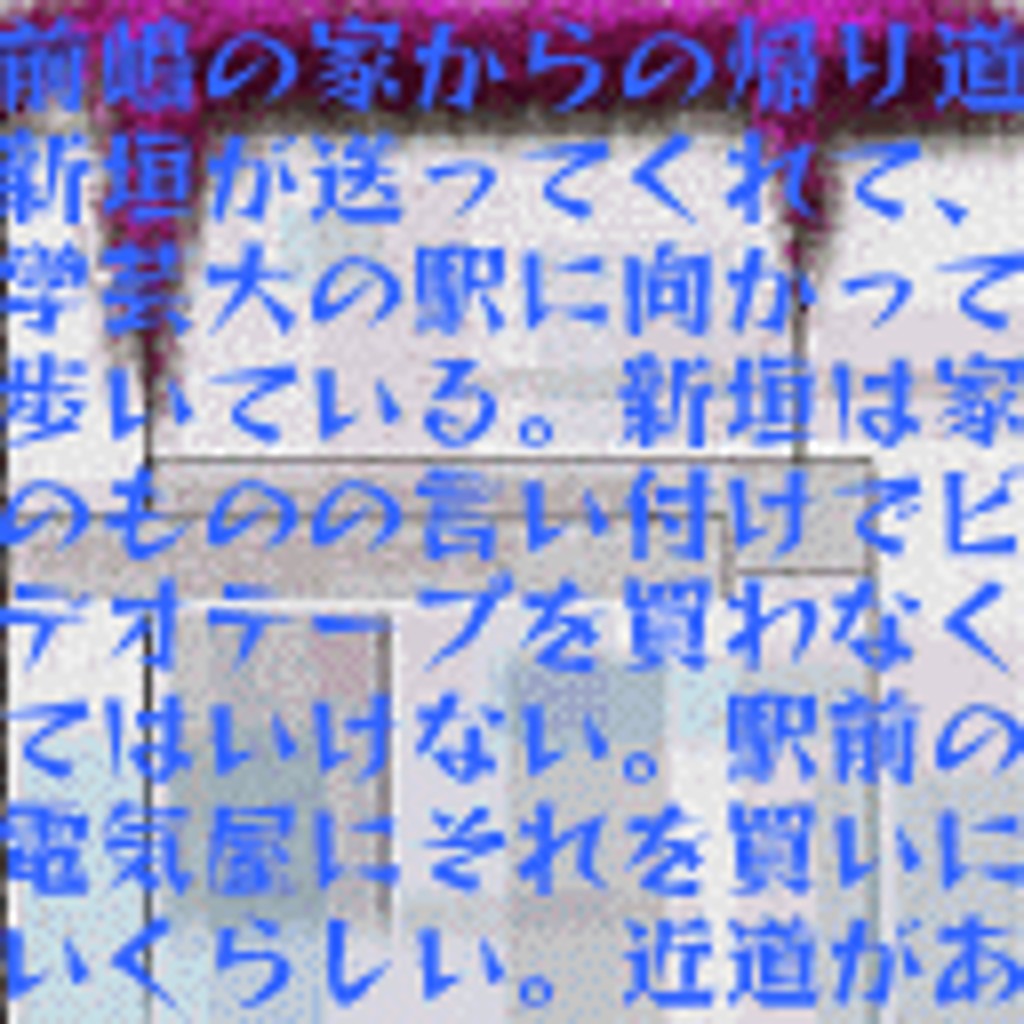 前嶋の家からの帰り道
新垣が送ってくれて、
学芸大の駅に向かって
歩いている。新垣は家
のものの言い付けでビ
デオテープを買わなく
てはいけない。駅前の
電気屋にそれを買いに
いくらしい。近道があ